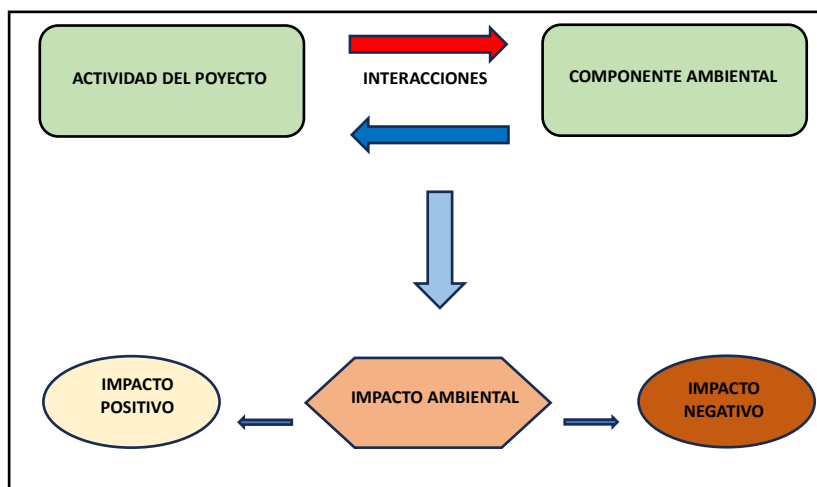 ACTIVIDAD DEL POYECTO
INTERACCIONES
COMPONENTE AMBIENTAL
IMPACTO
POSITIVO
IMPACTO AMBIENTAL
IMPACTO
NEGATIVO